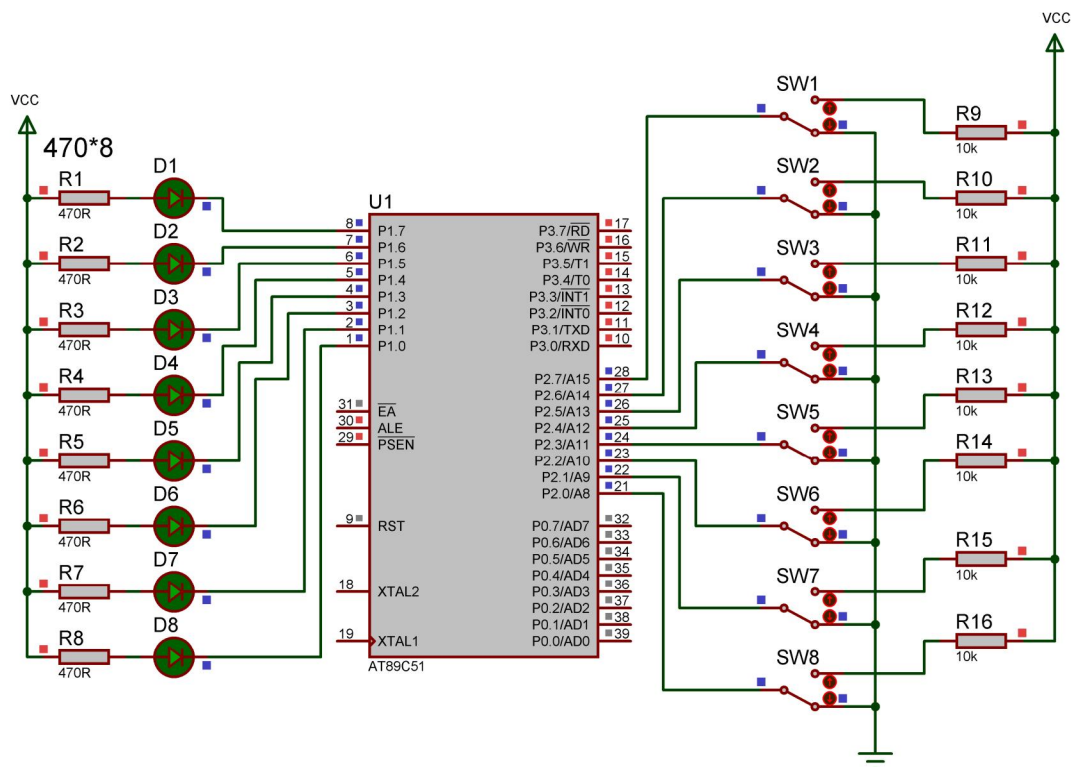 VCC
470*8
R1
470R
D1
R2
470R
D2
R3
470R
D3
R4
470R
D4
R5
470R
D5
R6
470R
D6
R7
470R
D7
R8
470R
D8
U1
8 P1.7
7 P1.6
6 P1.5
5 P1.4
4 P1.3
3 P1.2
2 P1.1
1 P1.0
31 EA
30 ALE
29 PSEN
9 RST
18 XTAL2
19 XTAL1
P3.7/RD 17
P3.6/WR 16
P3.5/T1 15
P3.4/T0 14
P3.3/INT1 13
P3.2/INT0 12
P3.1/TXD 11
P3.0/RXD 10
P2.7/A15 28
P2.6/A14 27
P2.5/A13 26
P2.4/A12 25
P2.3/A11 24
P2.2/A10 23
P2.1/A9 22
P2.0/A8 21
P0.7/AD7 32
P0.6/AD6 33
P0.5/AD5 34
P0.4/AD4 35
P0.3/AD3 36
P0.2/AD2 37
P0.1/AD1 38
P0.0/AD0 39
AT89C51
SW1
SW2
SW3
SW4
SW5
SW6
SW7
SW8
VCC
R9
10k
R10
10k
R11
10k
R12
10k
R13
10k
R14
10k
R15
10k
R16
10k